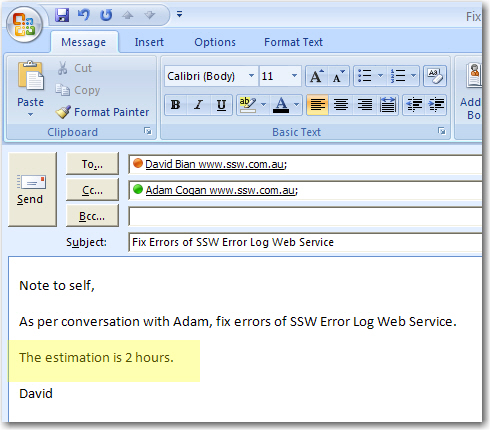 Fix
Message Insert Options Format Text
Paste
Cut
Copy
Format Painter
Clipboard
Calibri (Body) 11
B I U
Basic Text
Send
To... David Bian www.ssw.com.au;
Cc... Adam Cogan www.ssw.com.au;
Bcc...
Subject: Fix Errors of SSW Error Log Web Service
Note to self,
As per conversation with Adam, fix errors of SSW Error Log Web Service.
The estimation is 2 hours.
David